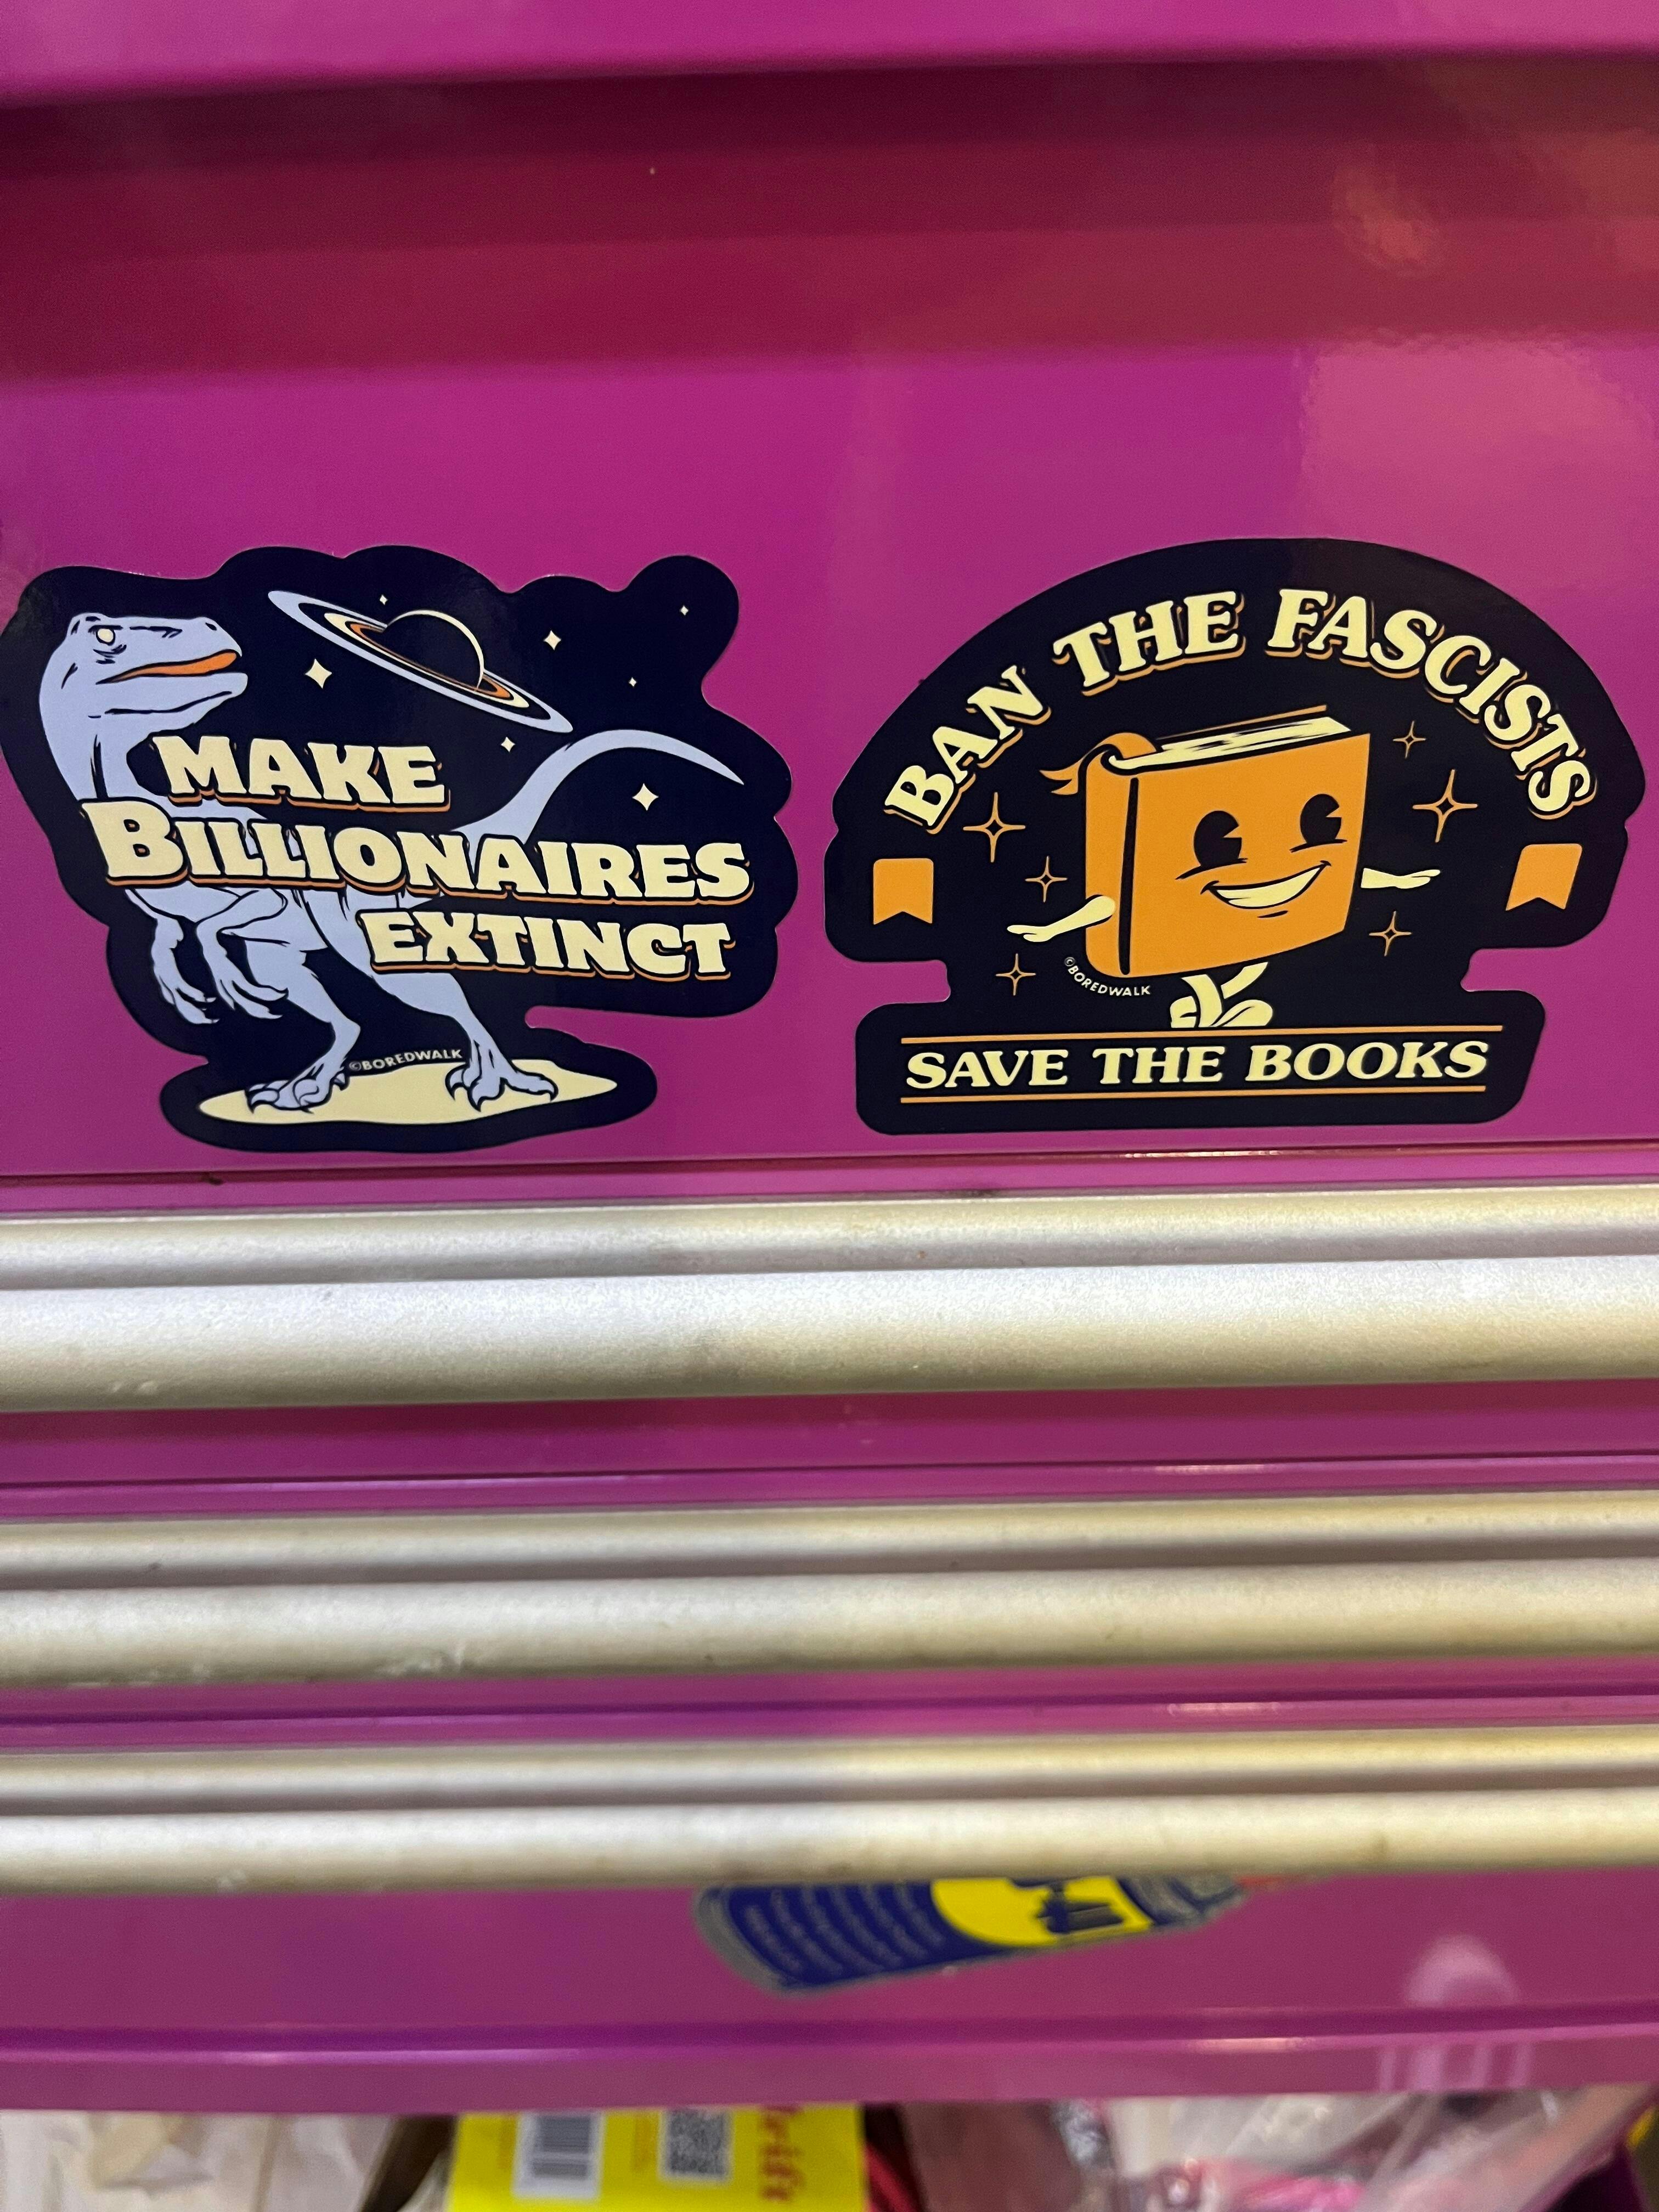 MAKE
BILLIONAIRES
EXTINCT
©BOREDWALK
BAN THE FASCISTS
©BOREDWALK
SAVE THE BOOKS